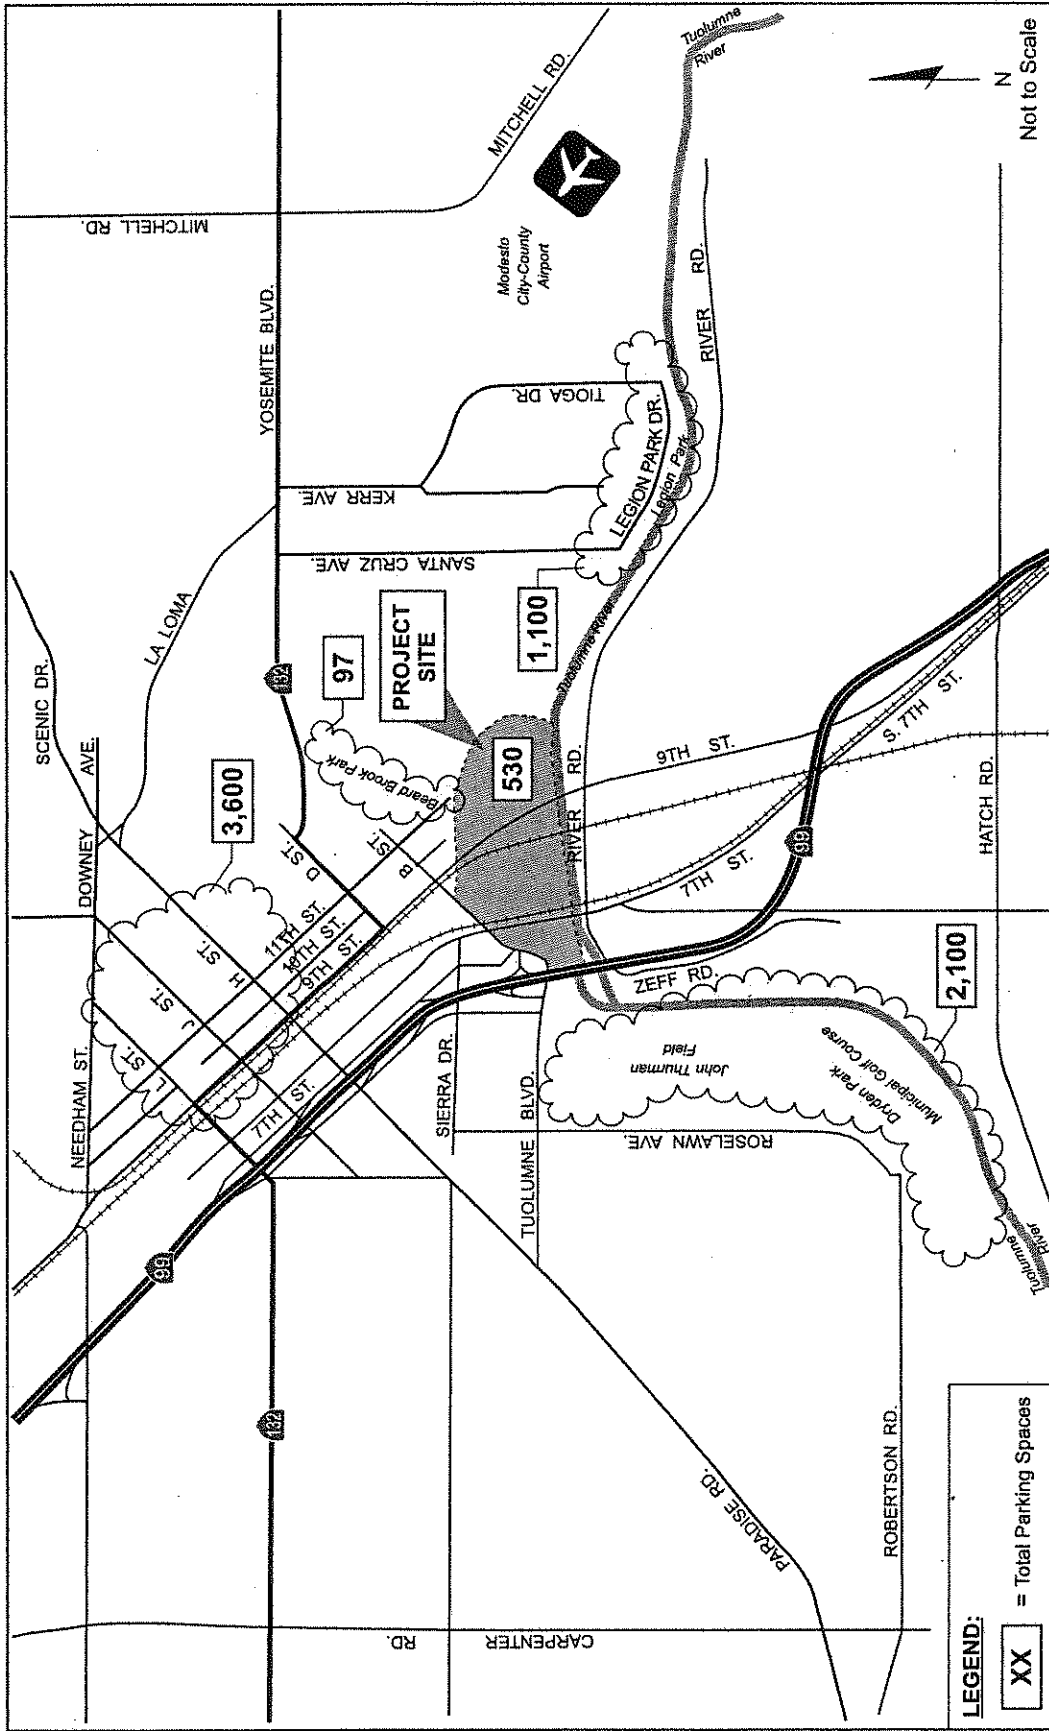 SCENIC DR.
LA LOMA
YOSEMITE BLVD.
MITCHELL RD.
MITCHELL RD.
DOWNEY AVE.
NEEDHAM ST.
3,600
L ST.
J ST.
H ST.
D ST.
B ST.
11TH ST.
10TH ST.
9TH ST.
7TH ST.
99
132
132
97
Beard Brook Park
PROJECT
SITE
530
KERR AVE.
SANTA CRUZ AVE.
TIOGA DR.
LEGION PARK DR.
Legion Park
1,100
Modesto
City-County
Airport
Tuolumne
River
Tuolumne River
RIVER RD.
RIVER RD.
SIERRA DR.
TUOLUMNE BLVD.
ROSELAWN AVE.
John Thurman
Field
Dryden Park
Municipal Golf Course
ZEFF RD.
2,100
7TH ST.
9TH ST.
S. 7TH ST.
99
HATCH RD.
Tuolumne
River
PARADISE RD.
ROBERTSON RD.
CARPENTER RD.
N
Not to Scale
LEGEND:
XX = Total Parking Spaces